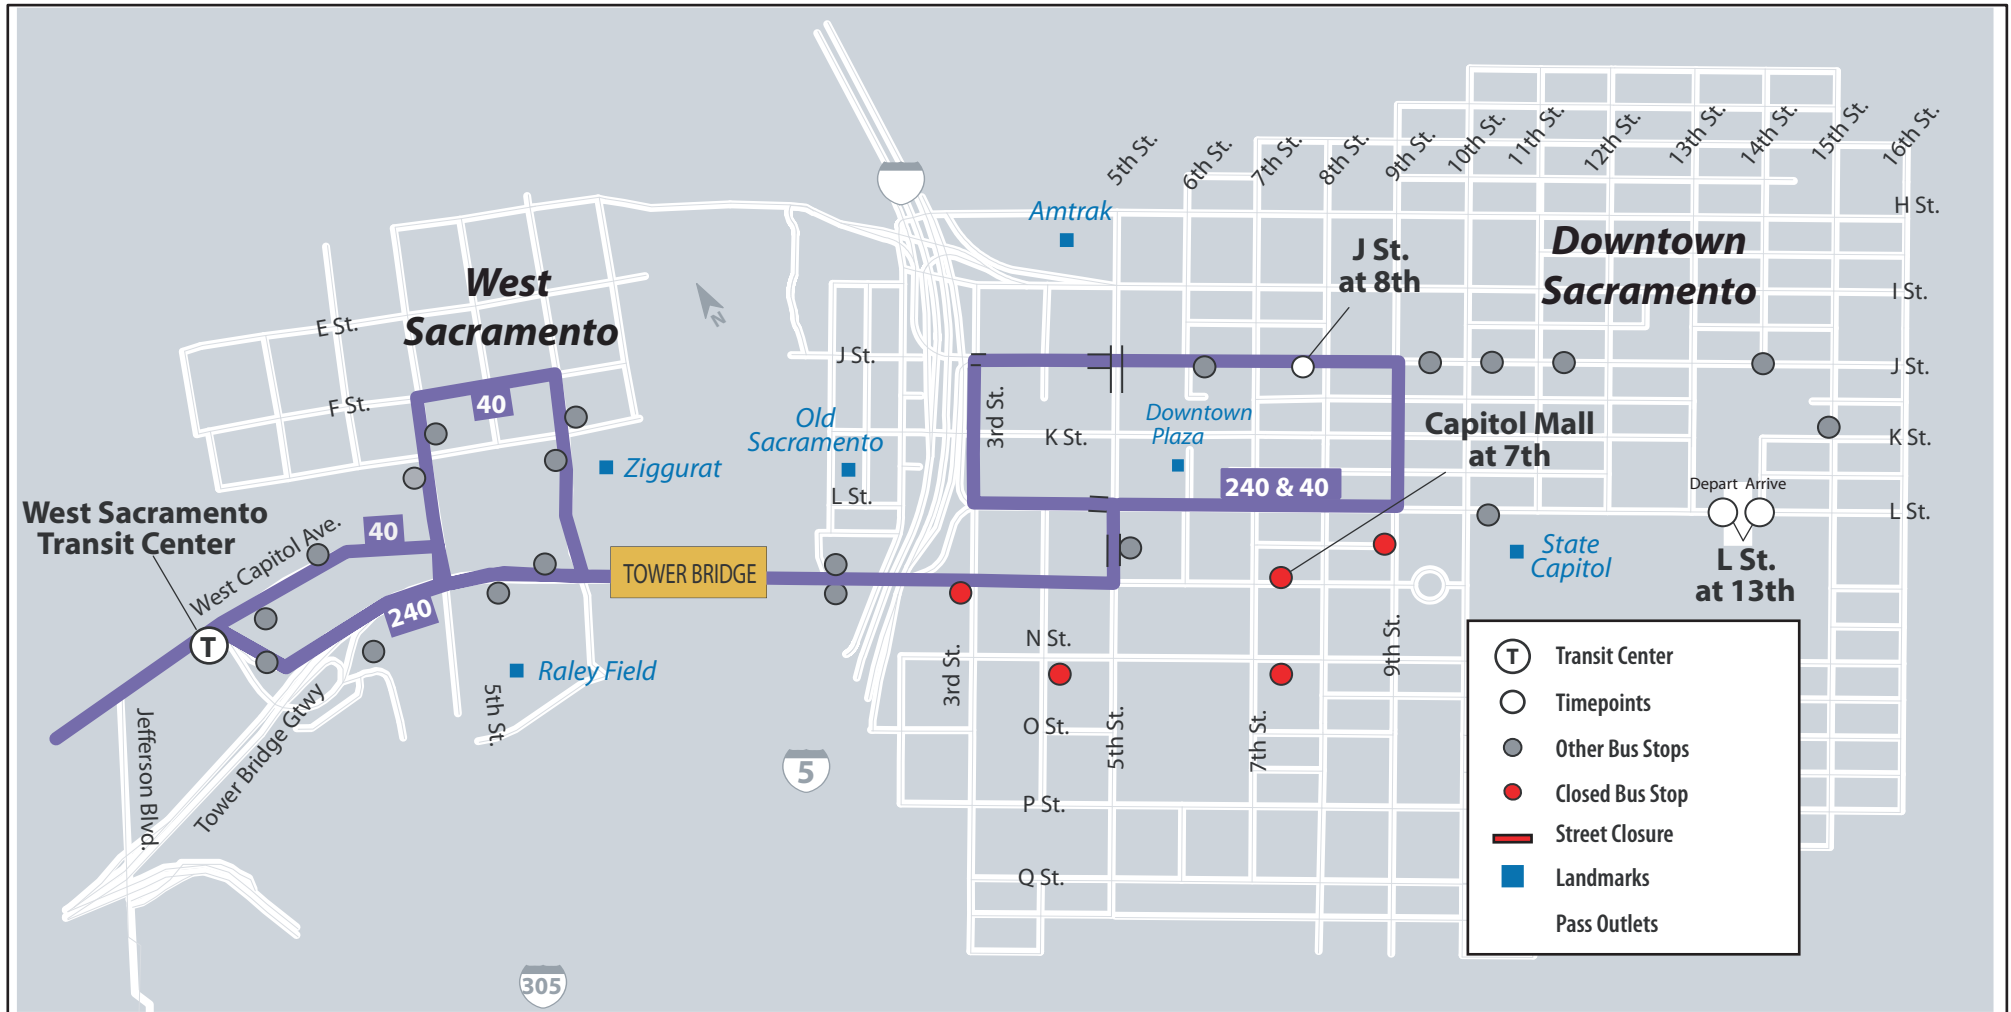 5th St.
6th St.
7th St.
8th St.
9th St.
10th St.
11th St.
12th St.
13th St.
14th St.
15th St.
16th St.
H St.
Amtrak
J St.
at 8th
Downtown
Sacramento
West
Sacramento
N
I St.
E St.
J St.
J St.
F St.
40
3rd St.
Old
Sacramento
Downtown
Plaza
Capitol Mall
at 7th
K St.
K St.
Ziggurat
240 & 40
L St.
Depart Arrive
L St.
West Sacramento
Transit Center
West Capitol Ave.
40
State
Capitol
TOWER BRIDGE
L St.
at 13th
240
T
N St.
9th St.
3rd St.
Raley Field
5th St.
Jefferson Blvd.
Tower Bridge Gtwy
O St.
5th St.
7th St.
5
P St.
Q St.
305
T Transit Center
Timepoints
Other Bus Stops
Closed Bus Stop
Street Closure
Landmarks
Pass Outlets